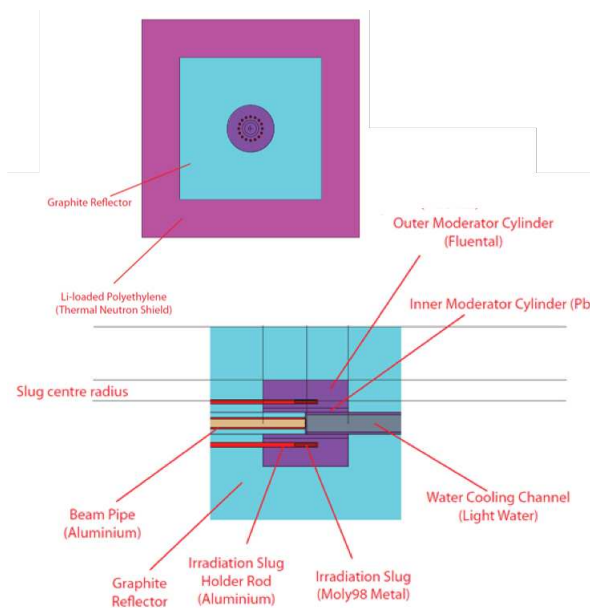 Graphite Reflector
Li-loaded Polyethylene
(Thermal Neutron Shield)
Outer Moderator Cylinder
(Fluental)
Inner Moderator Cylinder (Pb
Slug centre radius
Beam Pipe
(Aluminium)
Graphite
Reflector
Irradiation Slug
Holder Rod
(Aluminium)
Irradiation Slug
(Moly98 Metal)
Water Cooling Channel
(Light Water)